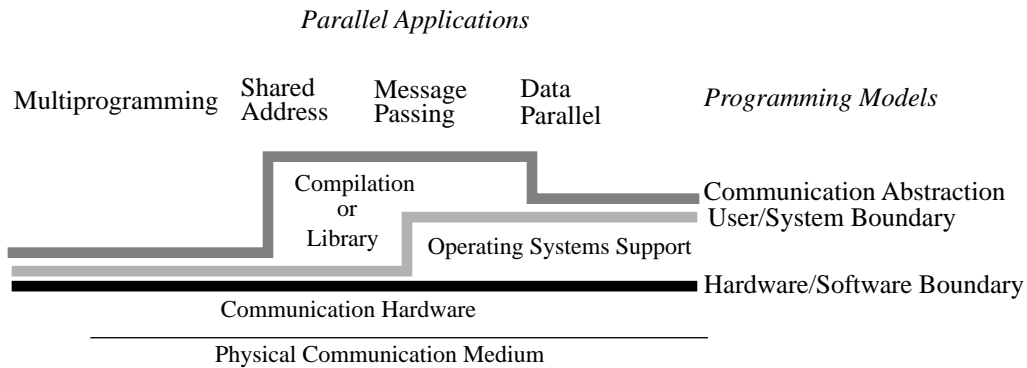 Parallel Applications
Multiprogramming
Shared
Address
Message
Passing
Data
Parallel
Programming Models
Compilation
or
Library
Communication Abstraction
User/System Boundary
Operating Systems Support
Hardware/Software Boundary
Communication Hardware
Physical Communication Medium